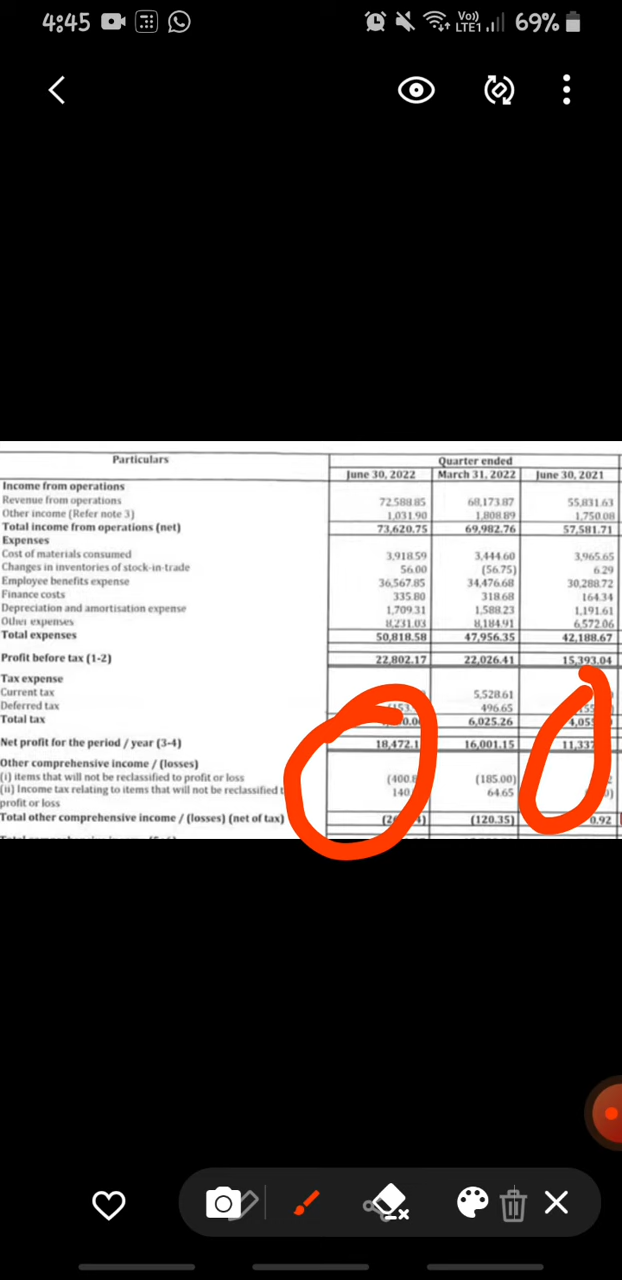 4:45 Vo)) LTE1 69%
Particulars Quarter ended
June 30, 2022 March 31, 2022 June 30, 2021
Income from operations
Revenue from operations 72,588.85 68,173.87 55,831.63
Other income (Refer note 3) 1,031.90 1,808.89 1,750.08
Total income from operations (net) 73,620.75 69,982.76 57,581.71
Expenses
Cost of materials consumed 3,918.59 3,444.60 3,965.65
Changes in inventories of stock-in-trade 56.00 (56.75) 6.29
Employee benefits expense 36,567.85 34,476.68 30,288.72
Finance costs 335.80 318.68 164.34
Depreciation and amortisation expense 1,709.31 1,588.23 1,191.61
Other expenses 8,231.03 8,184.91 6,572.06
Total expenses 50,818.58 47,956.35 42,188.67
Profit before tax (1-2) 22,802.17 22,026.41 15,393.04
Tax expense
Current tax 5,528.61
Deferred tax 496.65
Total tax 6,025.26
Net profit for the period / year (3-4) 16,001.15
Other comprehensive income / (losses)
(i) items that will not be reclassified to profit or loss (185.00)
(ii) Income tax relating to items that will not be reclassified 64.65
profit or loss
Total other comprehensive income / (losses) (net of tax) (120.35) 0.92